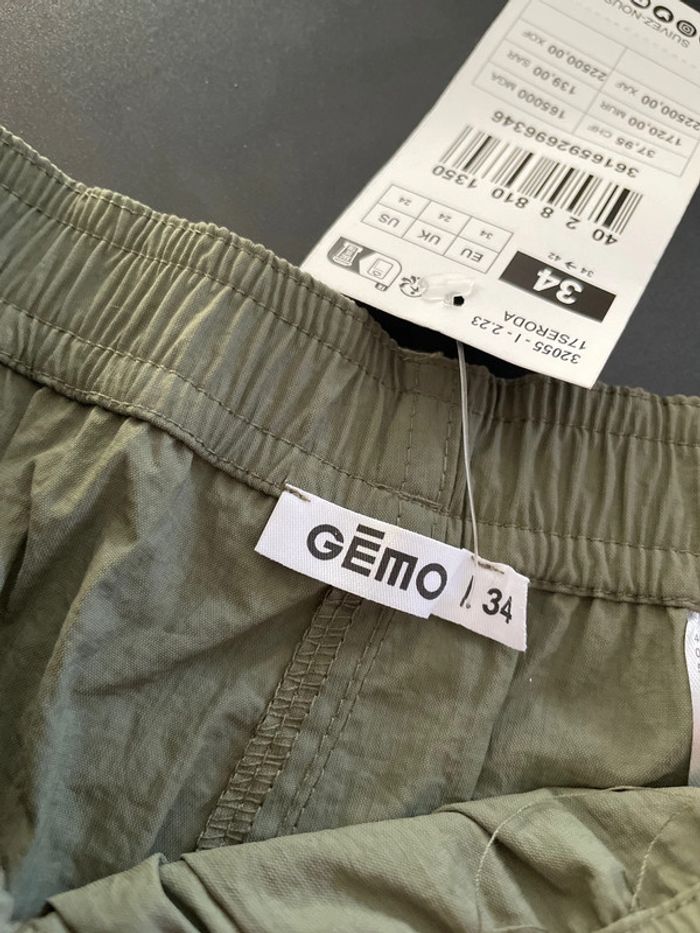 GĒMO
34
32055 - I - 2.23
17SERODA
34
34 → 42
EU UK US
34 24 24
40 2 8 810 1350
3616592696346
37.95 CHF 165000 MGA
1720.00 MUR 139.00 SAR
22500.00 XAF 22500.00 XOF
SUIVEZ-NOUS